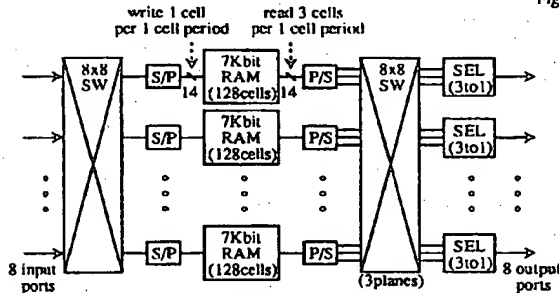 Fig
write 1 cell
per 1 cell period
read 3 cells
per 1 cell period
8x8
SW
S/P
14
7Kbit
RAM
(128cells)
14
P/S
8x8
SW
SEL
(3to1)
S/P
7Kbit
RAM
(128cells)
P/S
SEL
(3to1)
S/P
7Kbit
RAM
(128cells)
P/S
SEL
(3to1)
8 input
ports
(3planes)
8 output
ports